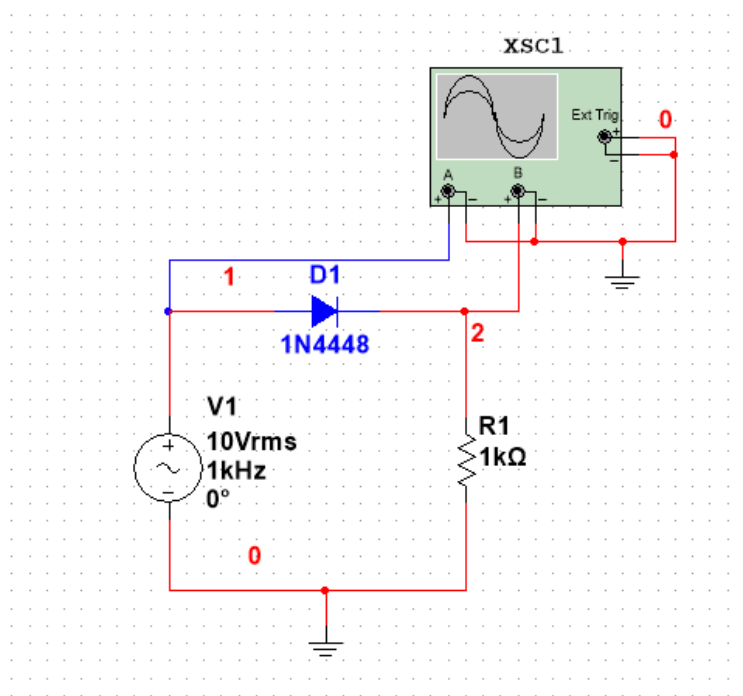 XSC1
Ext Trig
0
+
−
A
B
+
−
+
−
1
D1
1N4448
2
V1
10Vrms
1kHz
0°
+
−
R1
1kΩ
0